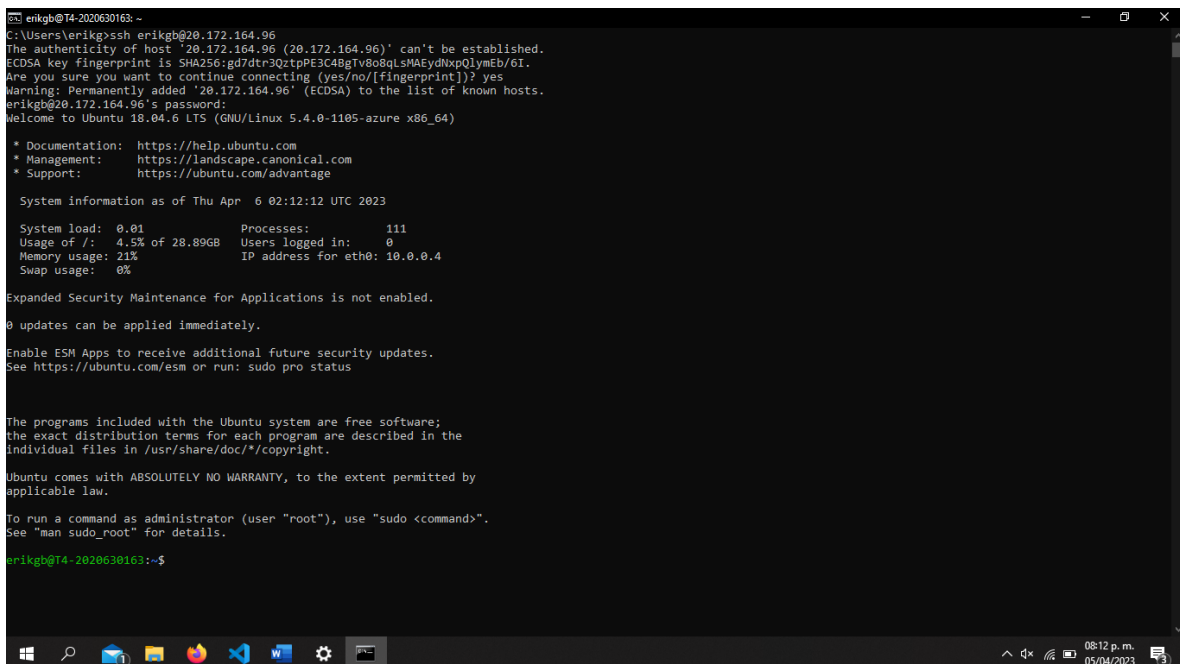 erikgb@T4-2020630163: ~
C:\Users\erikg>ssh erikgb@20.172.164.96
The authenticity of host '20.172.164.96 (20.172.164.96)' can't be established.
ECDSA key fingerprint is SHA256:gd7dtr3QztpPE3C4BgTv8o8qLsMAEydNxpQlymEb/6I.
Are you sure you want to continue connecting (yes/no/[fingerprint])? yes
Warning: Permanently added '20.172.164.96' (ECDSA) to the list of known hosts.
erikgb@20.172.164.96's password:
Welcome to Ubuntu 18.04.6 LTS (GNU/Linux 5.4.0-1105-azure x86_64)
* Documentation: https://help.ubuntu.com
* Management: https://landscape.canonical.com
* Support: https://ubuntu.com/advantage
System information as of Thu Apr 6 02:12:12 UTC 2023
System load: 0.01 Processes: 111
Usage of /: 4.5% of 28.89GB Users logged in: 0
Memory usage: 21% IP address for eth0: 10.0.0.4
Swap usage: 0%
Expanded Security Maintenance for Applications is not enabled.
0 updates can be applied immediately.
Enable ESM Apps to receive additional future security updates.
See https://ubuntu.com/esm or run: sudo pro status
The programs included with the Ubuntu system are free software;
the exact distribution terms for each program are described in the
individual files in /usr/share/doc/*/copyright.
Ubuntu comes with ABSOLUTELY NO WARRANTY, to the extent permitted by
applicable law.
To run a command as administrator (user "root"), use "sudo <command>".
See "man sudo_root" for details.
erikgb@T4-2020630163:~$
08:12 p. m.
05/04/2023